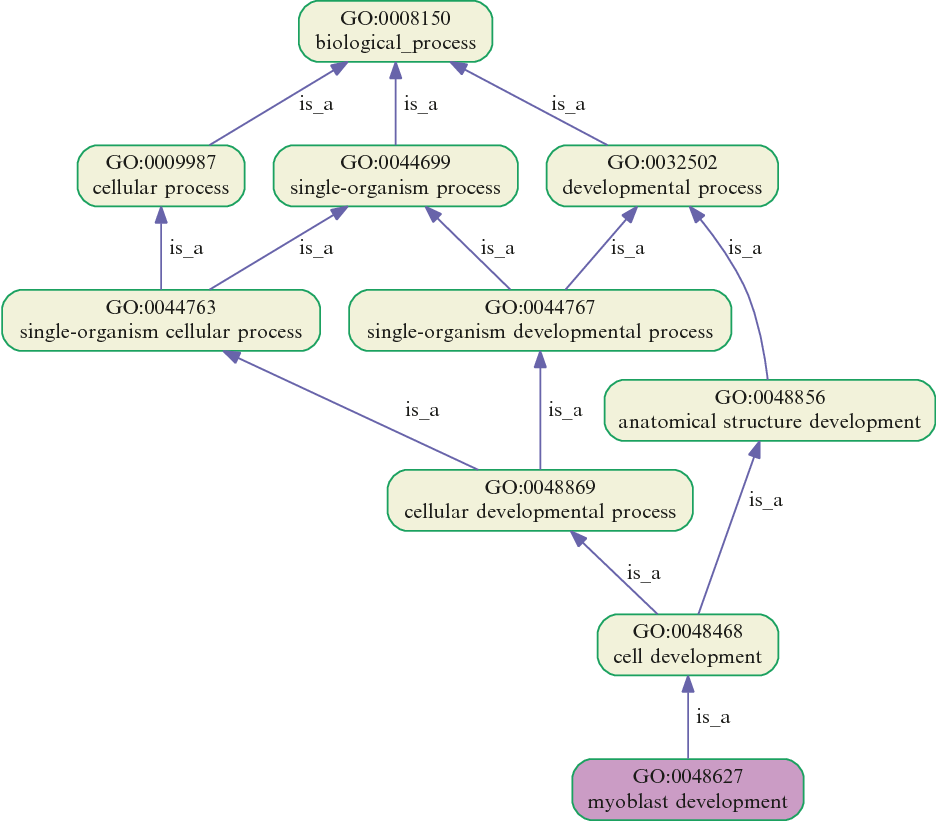 GO:0008150
biological_process
is_a
is_a
is_a
GO:0009987
cellular process
GO:0044699
single-organism process
GO:0032502
developmental process
is_a
is_a
is_a
is_a
is_a
GO:0044763
single-organism cellular process
GO:0044767
single-organism developmental process
GO:0048856
anatomical structure development
is_a
is_a
GO:0048869
cellular developmental process
is_a
is_a
GO:0048468
cell development
is_a
GO:0048627
myoblast development